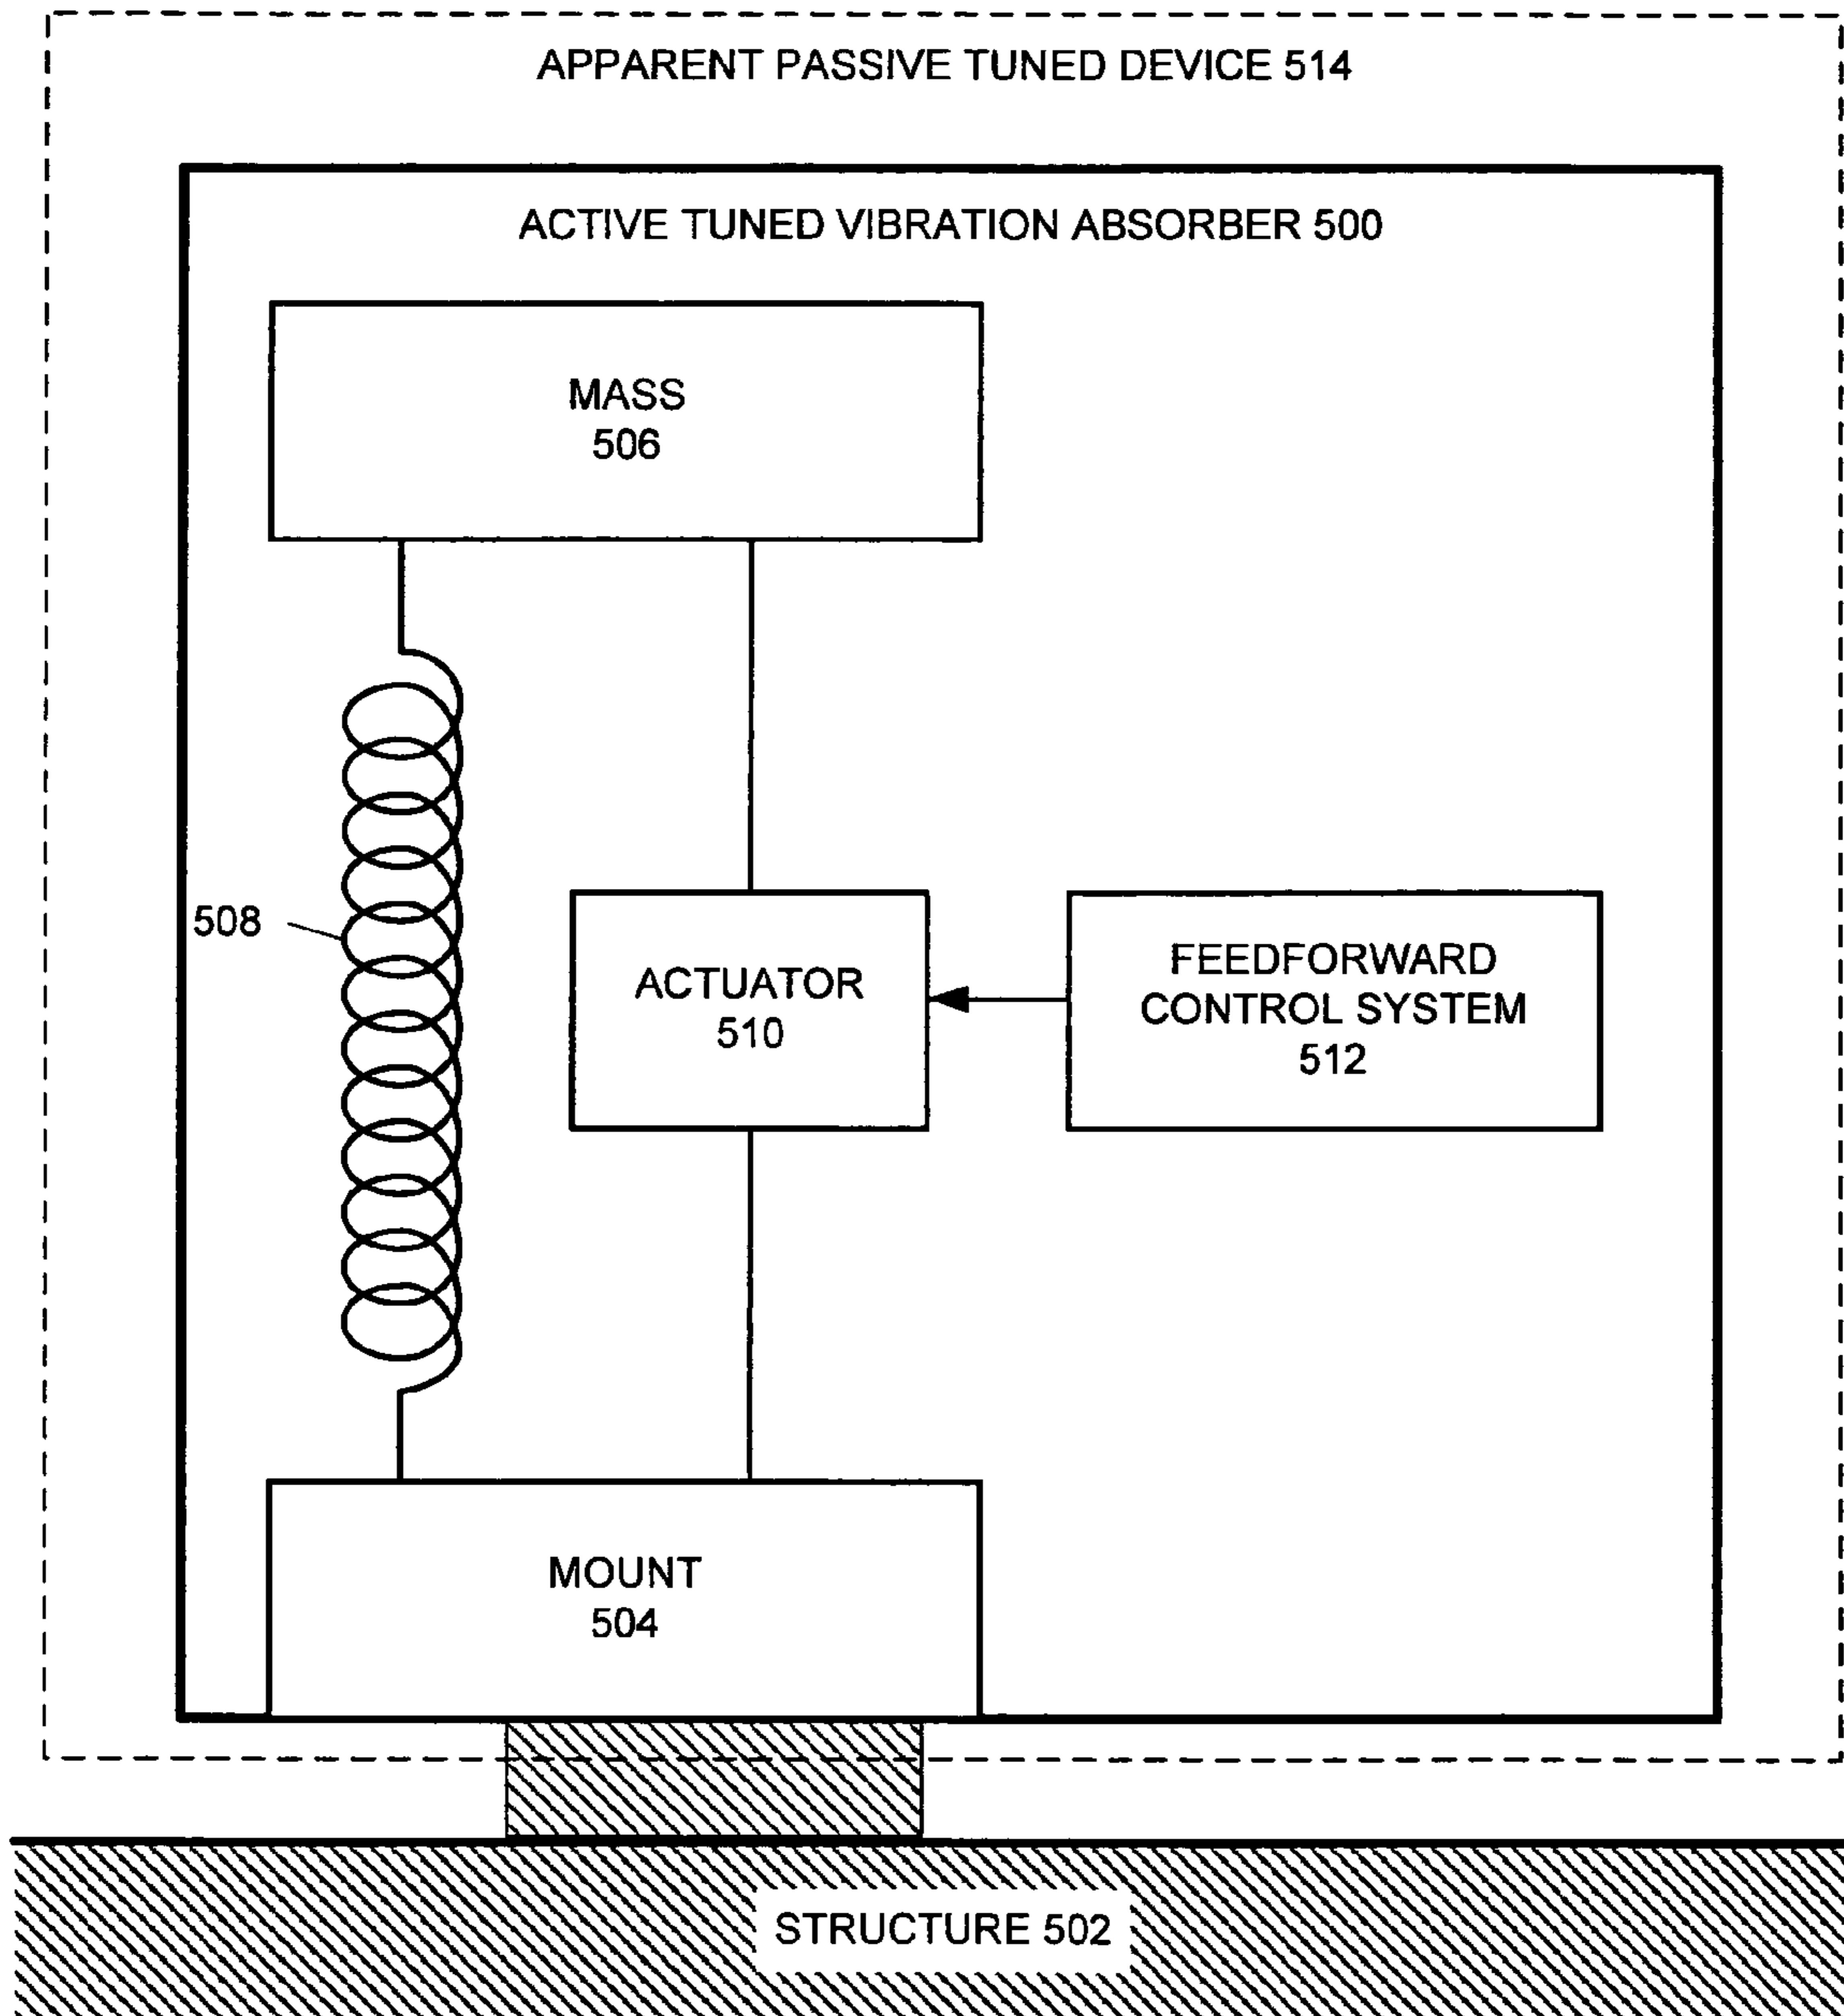 APPARENT PASSIVE TUNED DEVICE 514
ACTIVE TUNED VIBRATION ABSORBER 500
MASS
506
508
ACTUATOR
510
FEEDFORWARD
CONTROL SYSTEM
512
MOUNT
504
STRUCTURE 502